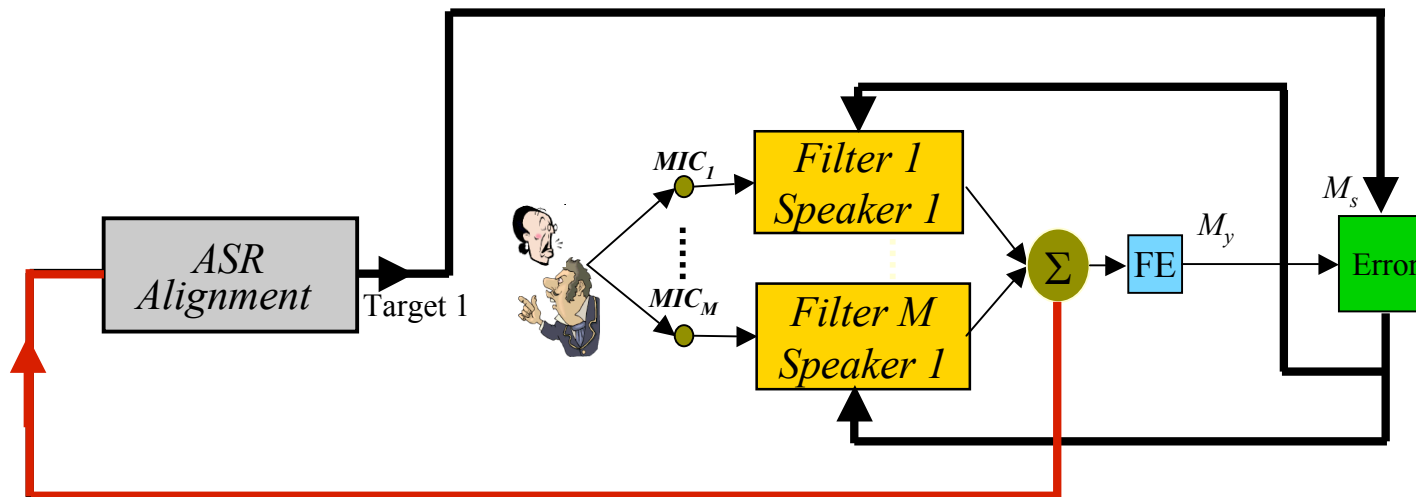 ASR
Alignment
Target 1
MIC1
MICM
Filter 1
Speaker 1
Filter M
Speaker 1
Σ
FE
My
Ms
Error